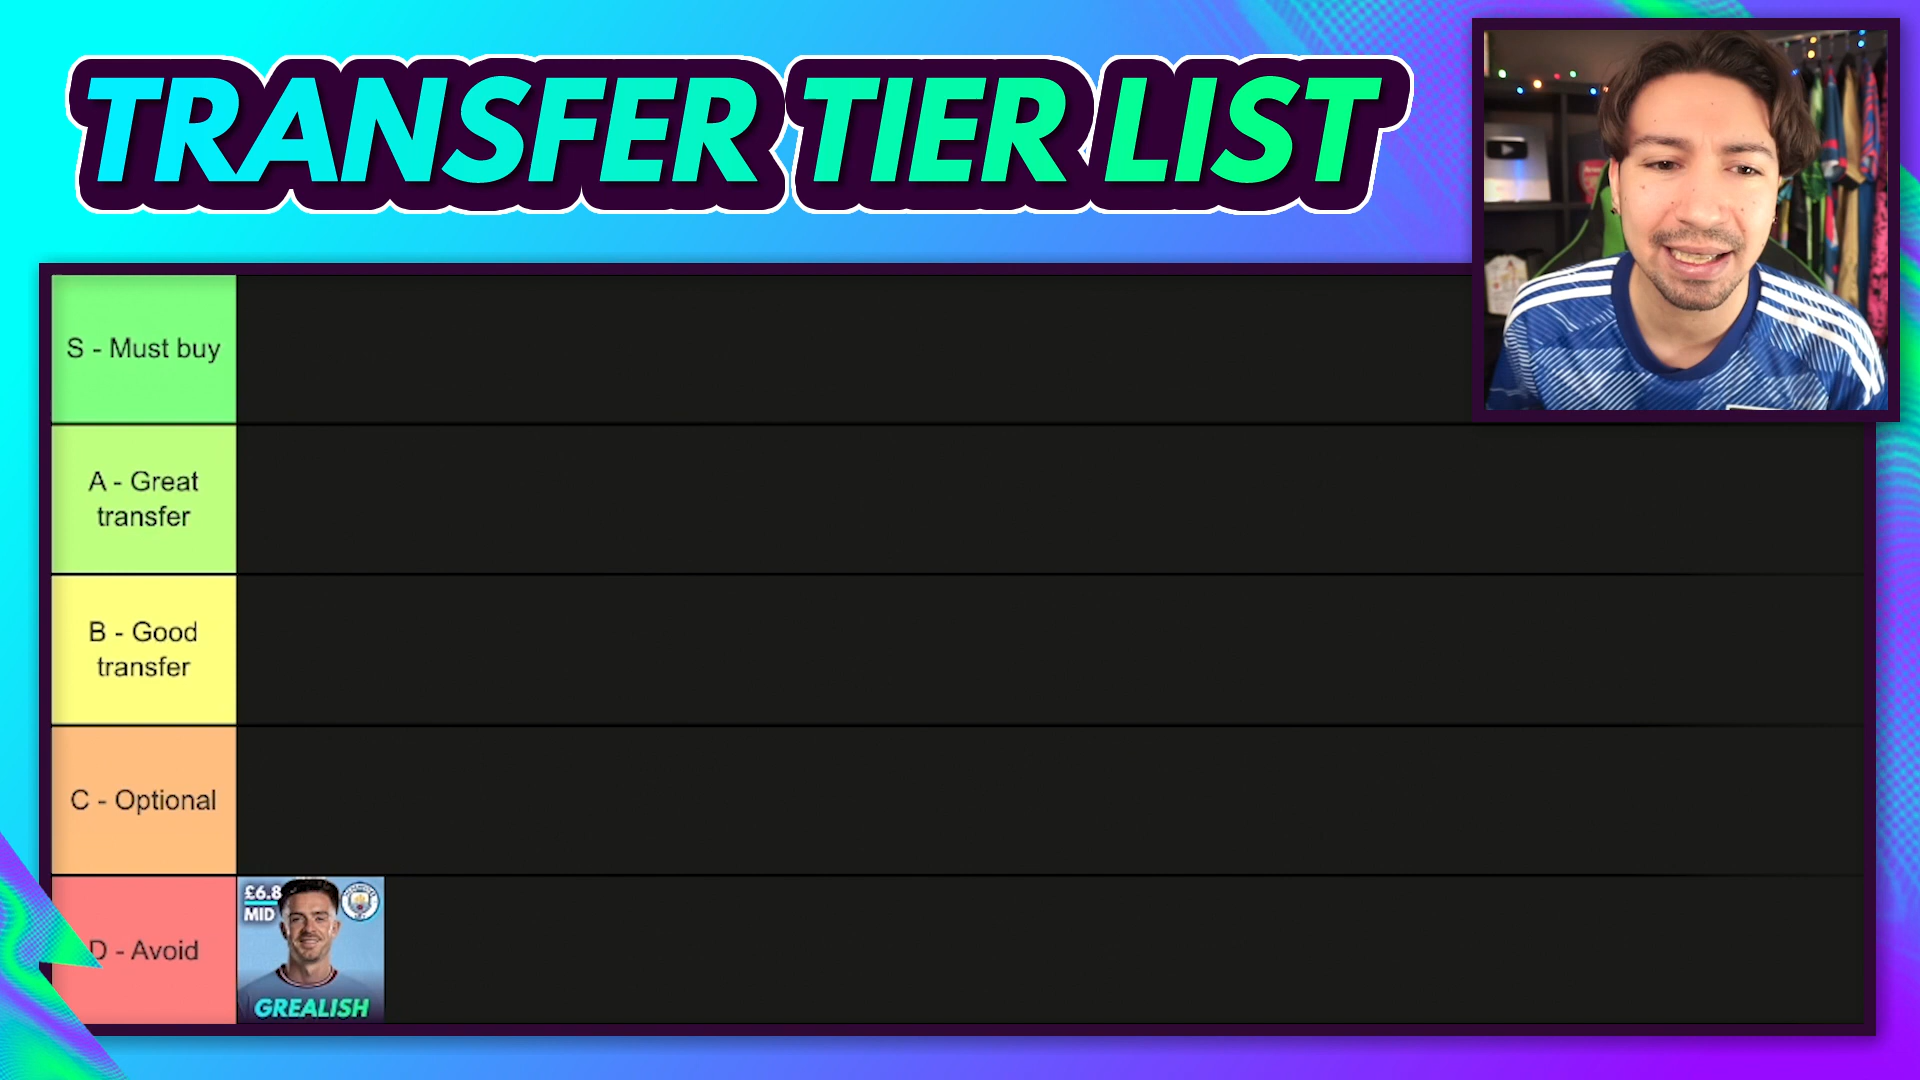 TRANSFER TIER LIST
S - Must buy
A - Great
transfer
B - Good
transfer
C - Optional
D - Avoid
£6.8
MID
GREALISH